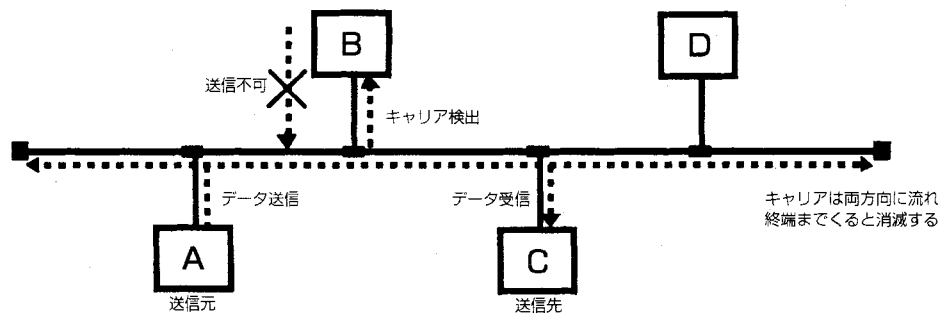 B
D
送信不可
キャリア検出
データ送信
データ受信
キャリアは両方向に流れ
終端までくると消滅する
A
C
送信元
送信先